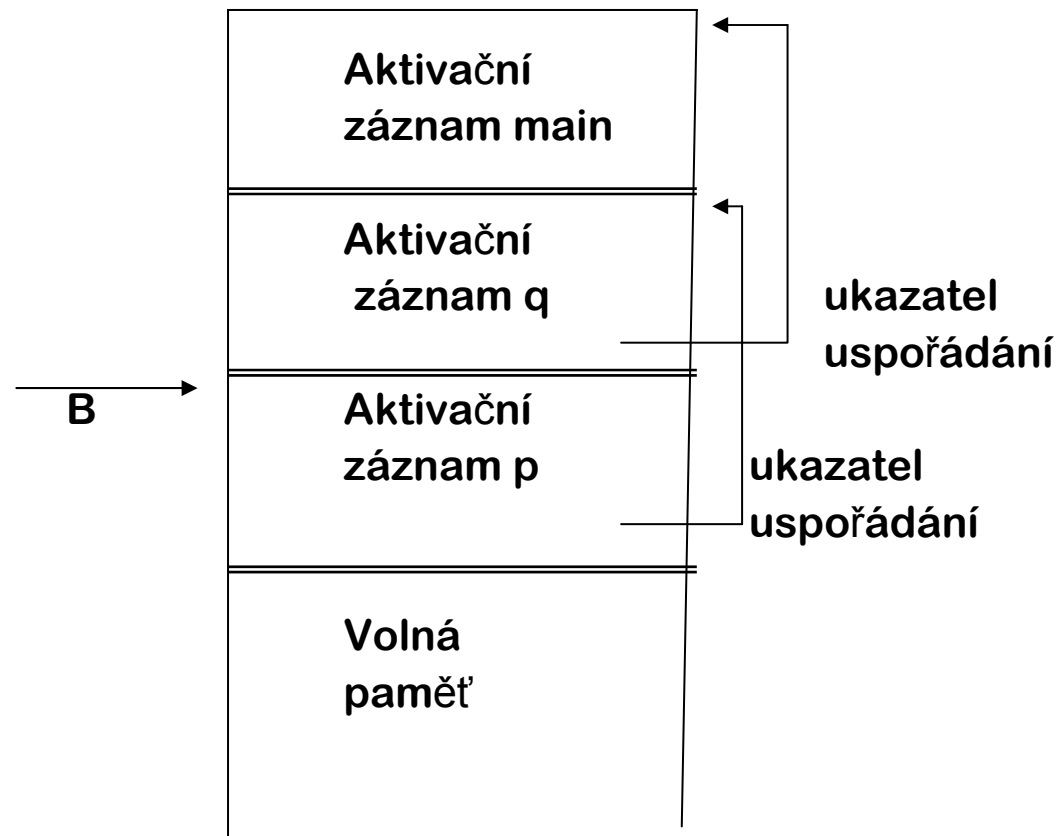 Aktivační
záznam main
Aktivační
záznam q
ukazatel
uspořádání
B
Aktivační
záznam p
ukazatel
uspořádání
Volná
paměť